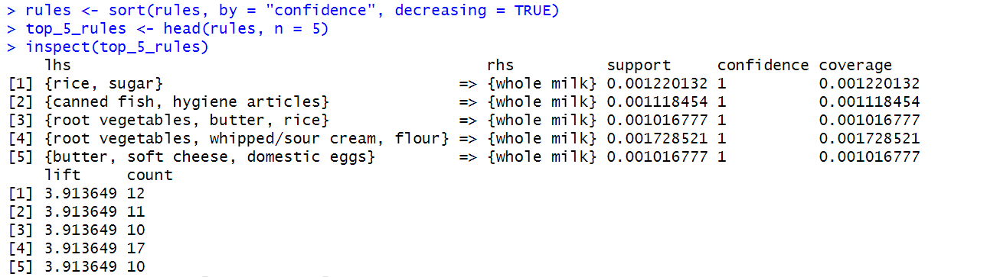 > rules <- sort(rules, by = "confidence", decreasing = TRUE)
> top_5_rules <- head(rules, n = 5)
> inspect(top_5_rules)
    lhs                                          rhs          support     confidence coverage
[1] {rice, sugar}                             => {whole milk} 0.001220132 1          0.001220132
[2] {canned fish, hygiene articles}           => {whole milk} 0.001118454 1          0.001118454
[3] {root vegetables, butter, rice}           => {whole milk} 0.001016777 1          0.001016777
[4] {root vegetables, whipped/sour cream, flour} => {whole milk} 0.001728521 1          0.001728521
[5] {butter, soft cheese, domestic eggs}      => {whole milk} 0.001016777 1          0.001016777
    lift     count
[1] 3.913649 12
[2] 3.913649 11
[3] 3.913649 10
[4] 3.913649 17
[5] 3.913649 10